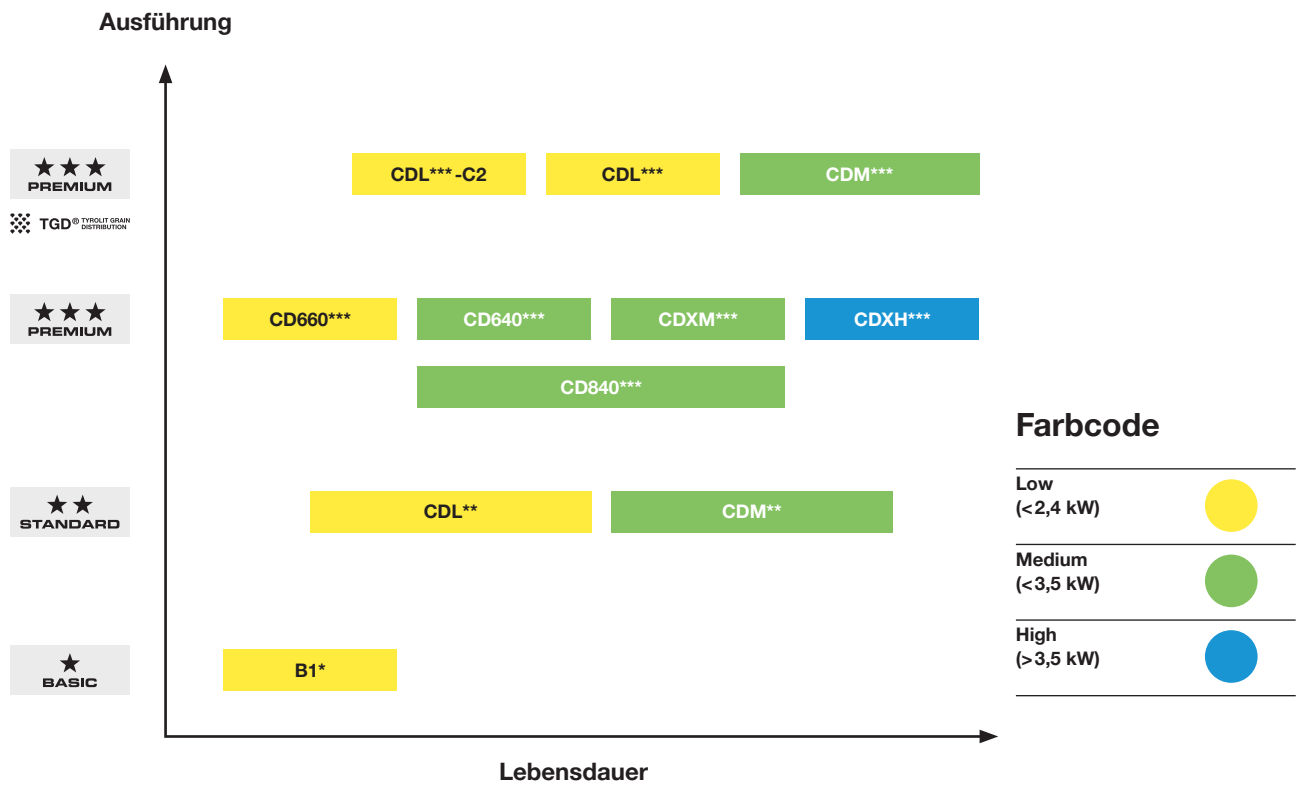 Ausführung
★★★
PREMIUM
TGD® TYROLIT GRAIN
DISTRIBUTION
CDL***-C2 CDL*** CDM***
★★★
PREMIUM
CD660*** CD640*** CDXM*** CDXH***
CD840***
★★
STANDARD
CDL** CDM**
★
BASIC
B1*
Lebensdauer
Farbcode
Low
(<2,4 kW)
Medium
(<3,5 kW)
High
(>3,5 kW)